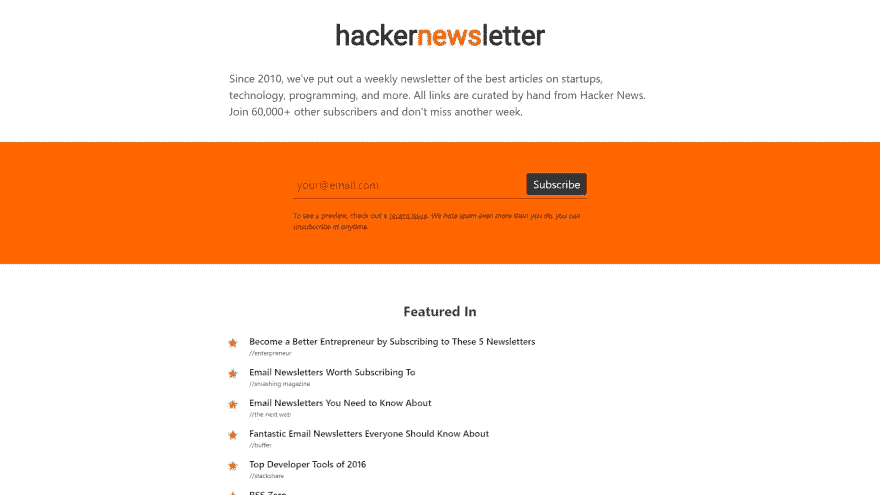 hackernewsletter
Since 2010, we've put out a weekly newsletter of the best articles on startups,
technology, programming, and more. All links are curated by hand from Hacker News.
Join 60,000+ other subscribers and don't miss another week.
your@email.com
Subscribe
To see a preview, check out a recent issue. We hate spam even more than you do, you can
unsubscribe at anytime.
Featured In
Become a Better Entrepreneur by Subscribing to These 5 Newsletters
//enterpreneur
Email Newsletters Worth Subscribing To
//smashing magazine
Email Newsletters You Need to Know About
//the next web
Fantastic Email Newsletters Everyone Should Know About
//buffer
Top Developer Tools of 2016
//stackshare
RSS Zero